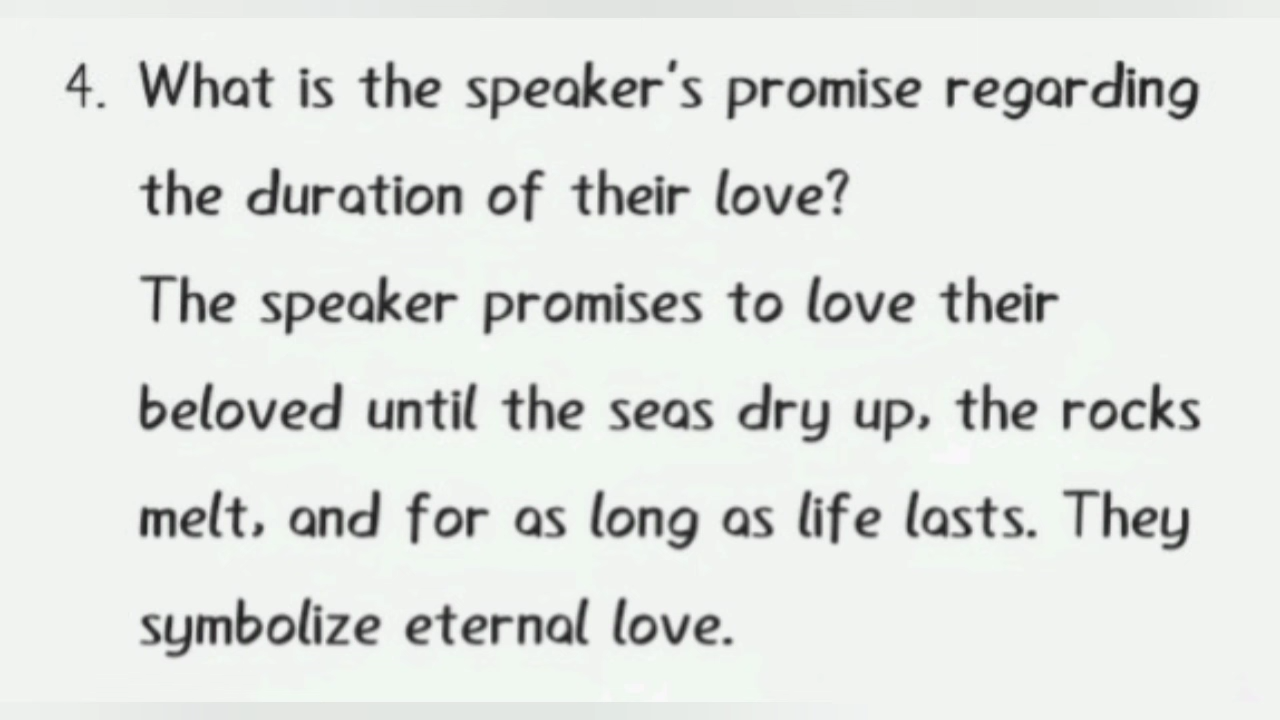 4. What is the speaker's promise regarding
the duration of their love?
The speaker promises to love their
beloved until the seas dry up, the rocks
melt, and for as long as life lasts. They
symbolize eternal love.